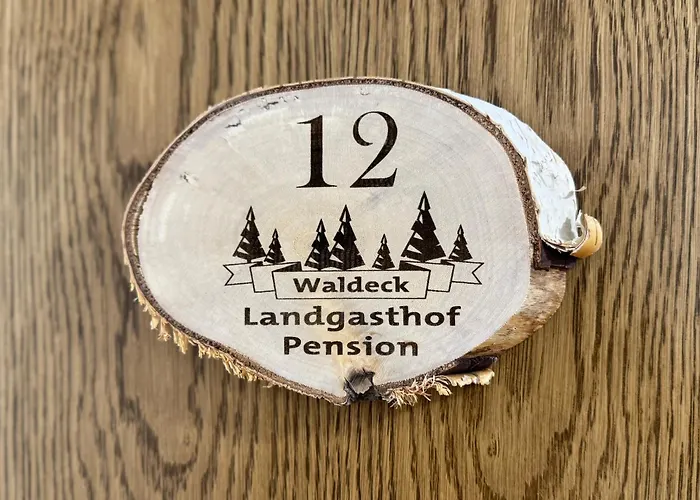 12
Waldeck
Landgasthof
Pension